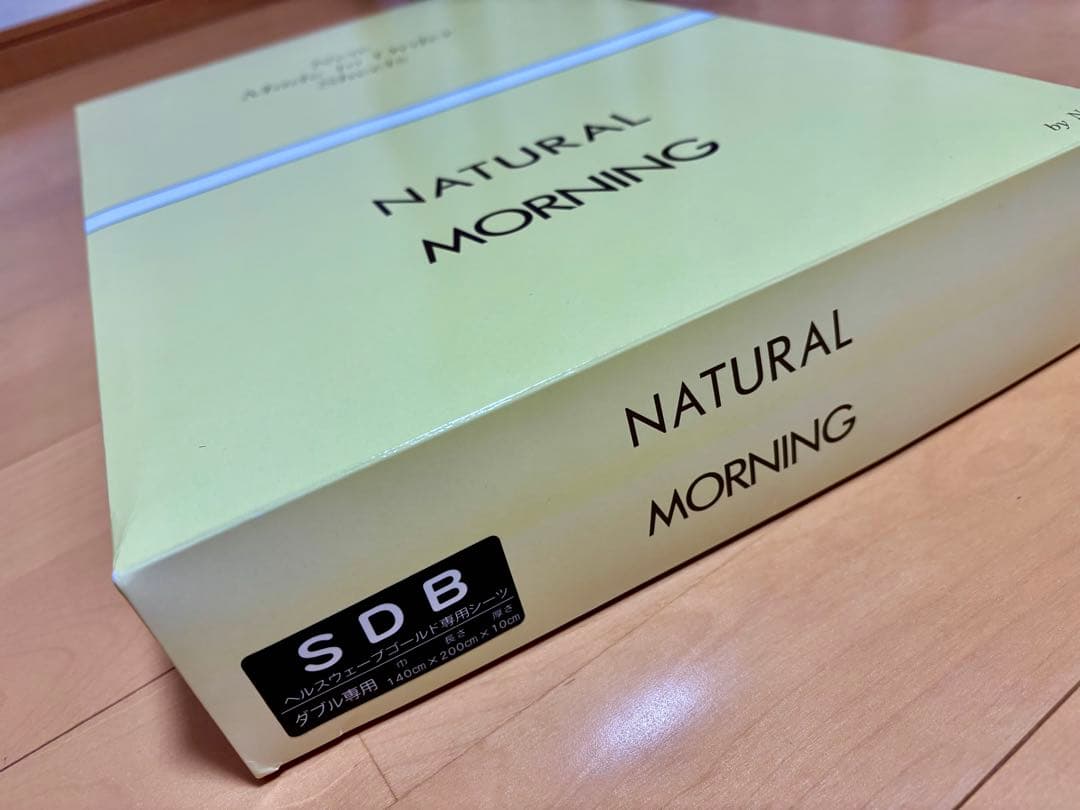 NATURAL
MORNING
by
NATURAL
MORNING
SDB
ヘルスウェーブゴールド専用シーツ
巾 長さ 厚さ
ダブル専用 140cm×200cm×10cm